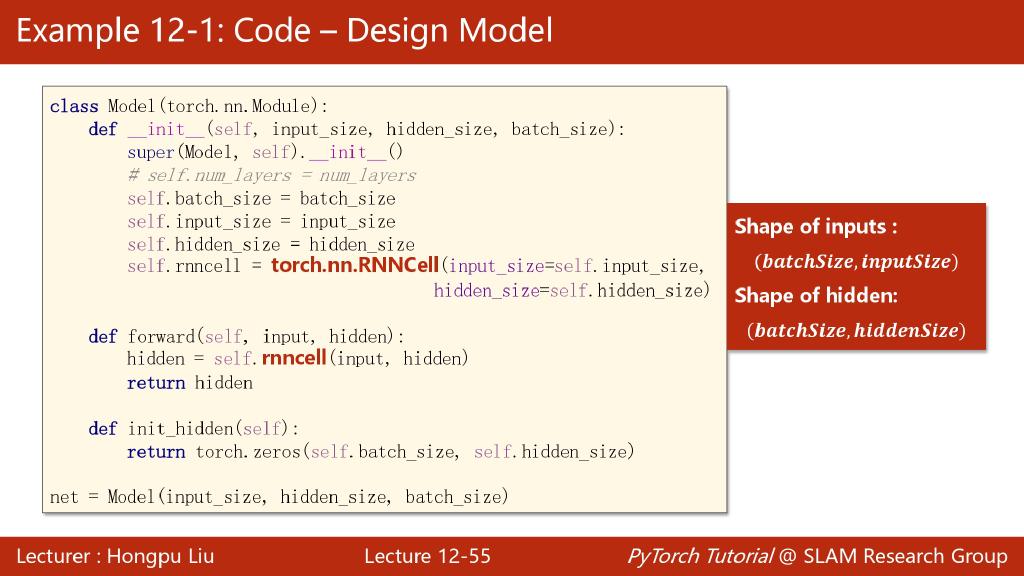 Example 12-1: Code – Design Model
class Model(torch.nn.Module):
    def __init__(self, input_size, hidden_size, batch_size):
        super(Model, self).__init__()
        # self.num_layers = num_layers
        self.batch_size = batch_size
        self.input_size = input_size
        self.hidden_size = hidden_size
        self.rnncell = torch.nn.RNNCell(input_size=self.input_size,
                                        hidden_size=self.hidden_size)
    def forward(self, input, hidden):
        hidden = self.rnncell(input, hidden)
        return hidden
    def init_hidden(self):
        return torch.zeros(self.batch_size, self.hidden_size)
net = Model(input_size, hidden_size, batch_size)
Shape of inputs :
(batchSize, inputSize)
Shape of hidden:
(batchSize, hiddenSize)
Lecturer : Hongpu Liu
Lecture 12-55
PyTorch Tutorial @ SLAM Research Group